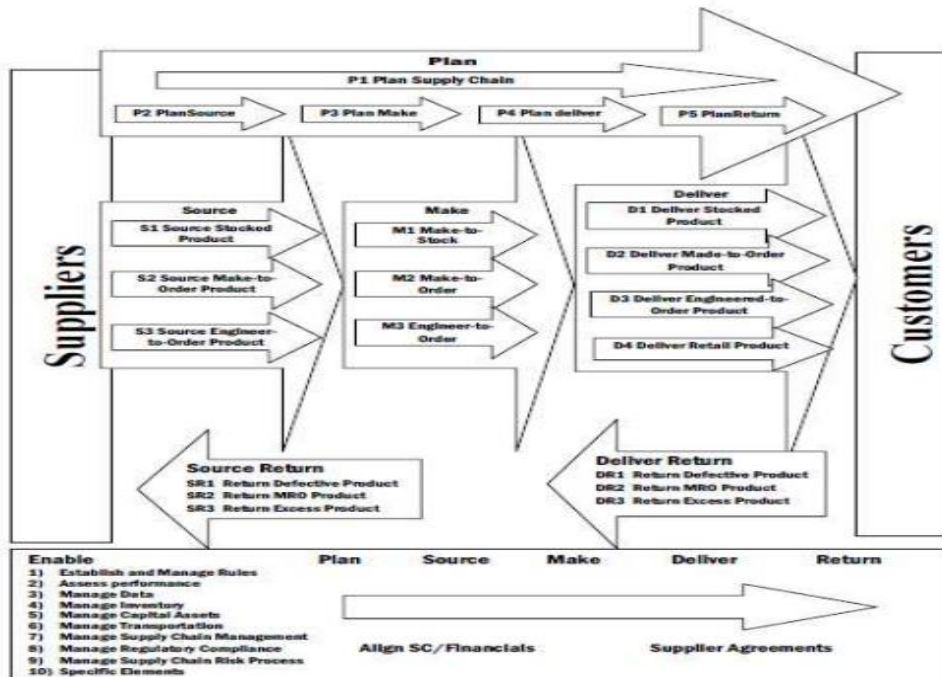 Plan
P1 Plan Supply Chain
P2 PlanSource
P3 Plan Make
P4 Plan deliver
P5 PlanReturn
Suppliers
Source
S1 Source Stocked
Product
S2 Source Make-to-
Order Product
S3 Source Engineer-
to-Order Product
Make
M1 Make-to-
Stock
M2 Make-to-
Order
M3 Engineer-to-
Order
Deliver
D1 Deliver Stocked
Product
D2 Deliver Made-to-Order
Product
D3 Deliver Engineered-to-
Order Product
D4 Deliver Retail Product
Customers
Source Return
SR1 Return Defective Product
SR2 Return MRO Product
SR3 Return Excess Product
Deliver Return
DR1 Return Defective Product
DR2 Return MRO Product
DR3 Return Excess Product
Enable
Plan Source Make Deliver Return
1) Establish and Manage Rules
2) Assess performance
3) Manage Data
4) Manage Inventory
5) Manage Capital Assets
6) Manage Transportation
7) Manage Supply Chain Management
8) Manage Regulatory Compliance
9) Manage Supply Chain Risk Process
10) Specific Elements
Align SC/Financials
Supplier Agreements